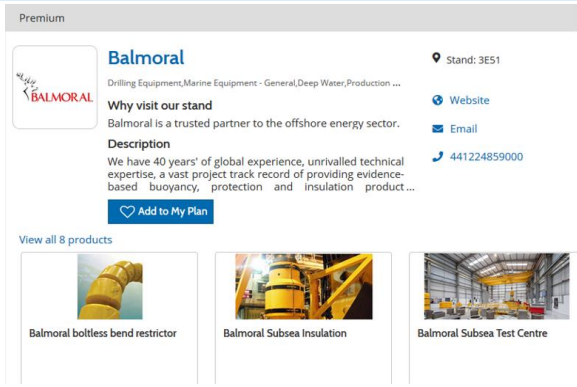 Premium
BALMORAL
Balmoral
Drilling Equipment,Marine Equipment - General,Deep Water,Production ...
Why visit our stand
Balmoral is a trusted partner to the offshore energy sector.
Description
We have 40 years' of global experience, unrivalled technical
expertise, a vast project track record of providing evidence-
based buoyancy, protection and insulation product...
Add to My Plan
Stand: 3E51
Website
Email
441224859000
View all 8 products
Balmoral boltless bend restrictor
Balmoral Subsea Insulation
Balmoral Subsea Test Centre